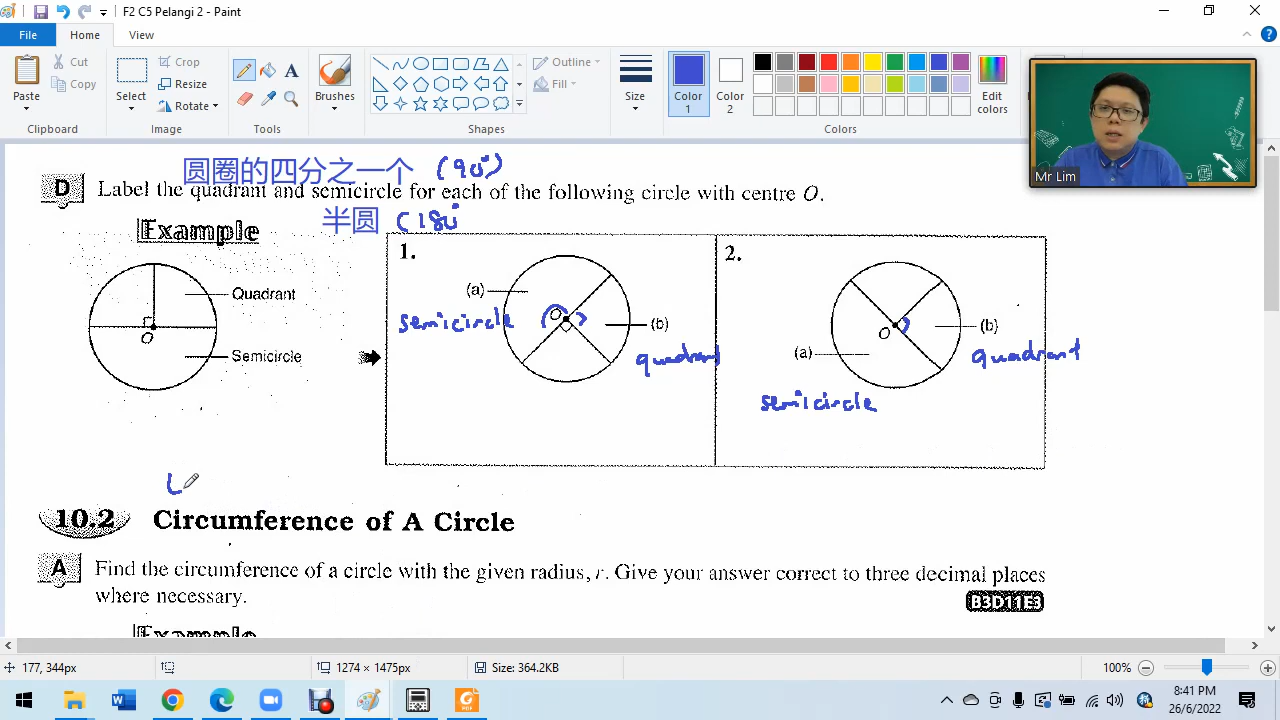 F2 C5 Pelangi 2 - Paint
File
Home
View
Paste
Cut
Copy
Clipboard
Select
Crop
Resize
Rotate
Image
Tools
Brushes
Outline
Fill
Shapes
Size
Color 1
Color 2
Colors
Edit colors
Mr Lim
圆圈的四分之一个 (90°)
D Label the quadrant and semicircle for each of the following circle with centre O.
半圆 (180°
Example
Quadrant
O
Semicircle
1.
(a)
semicircle
O
(b)
quadrant
2.
O
(b)
quadrant
(a)
semicircle
10.2 Circumference of A Circle
A Find the circumference of a circle with the given radius, r. Give your answer correct to three decimal places
where necessary.
B3D11E3
Example
177, 344px
1274 × 1475px
Size: 364.2KB
100%
8:41 PM
26/6/2022